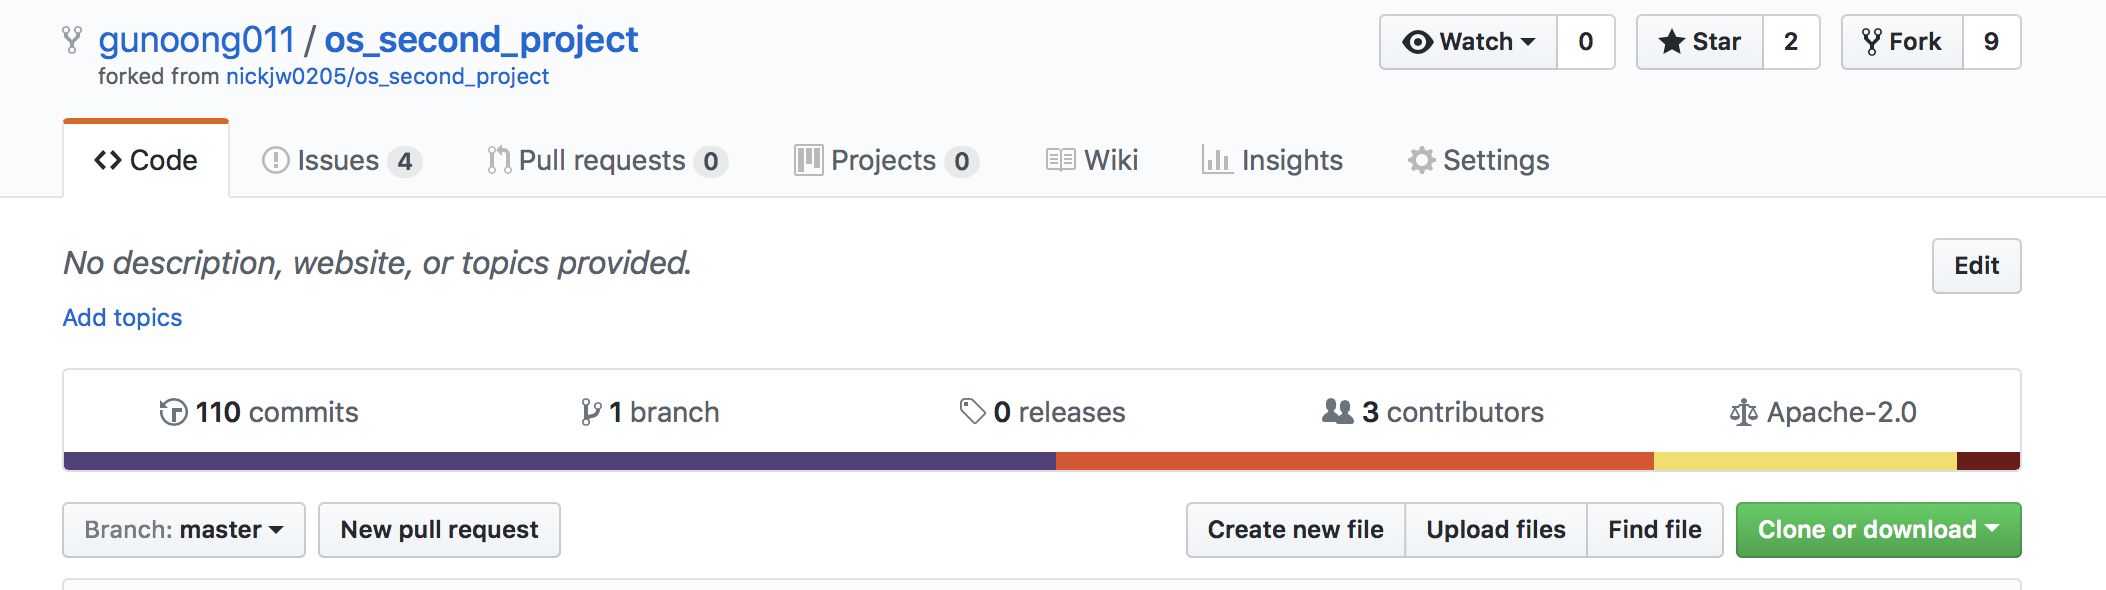 gunoong011 / os_second_project
Watch 0 Star 2 Fork 9
forked from nickjw0205/os_second_project
Code Issues 4 Pull requests 0 Projects 0 Wiki Insights Settings
No description, website, or topics provided.
Edit
Add topics
110 commits 1 branch 0 releases 3 contributors Apache-2.0
Branch: master New pull request Create new file Upload files Find file Clone or download